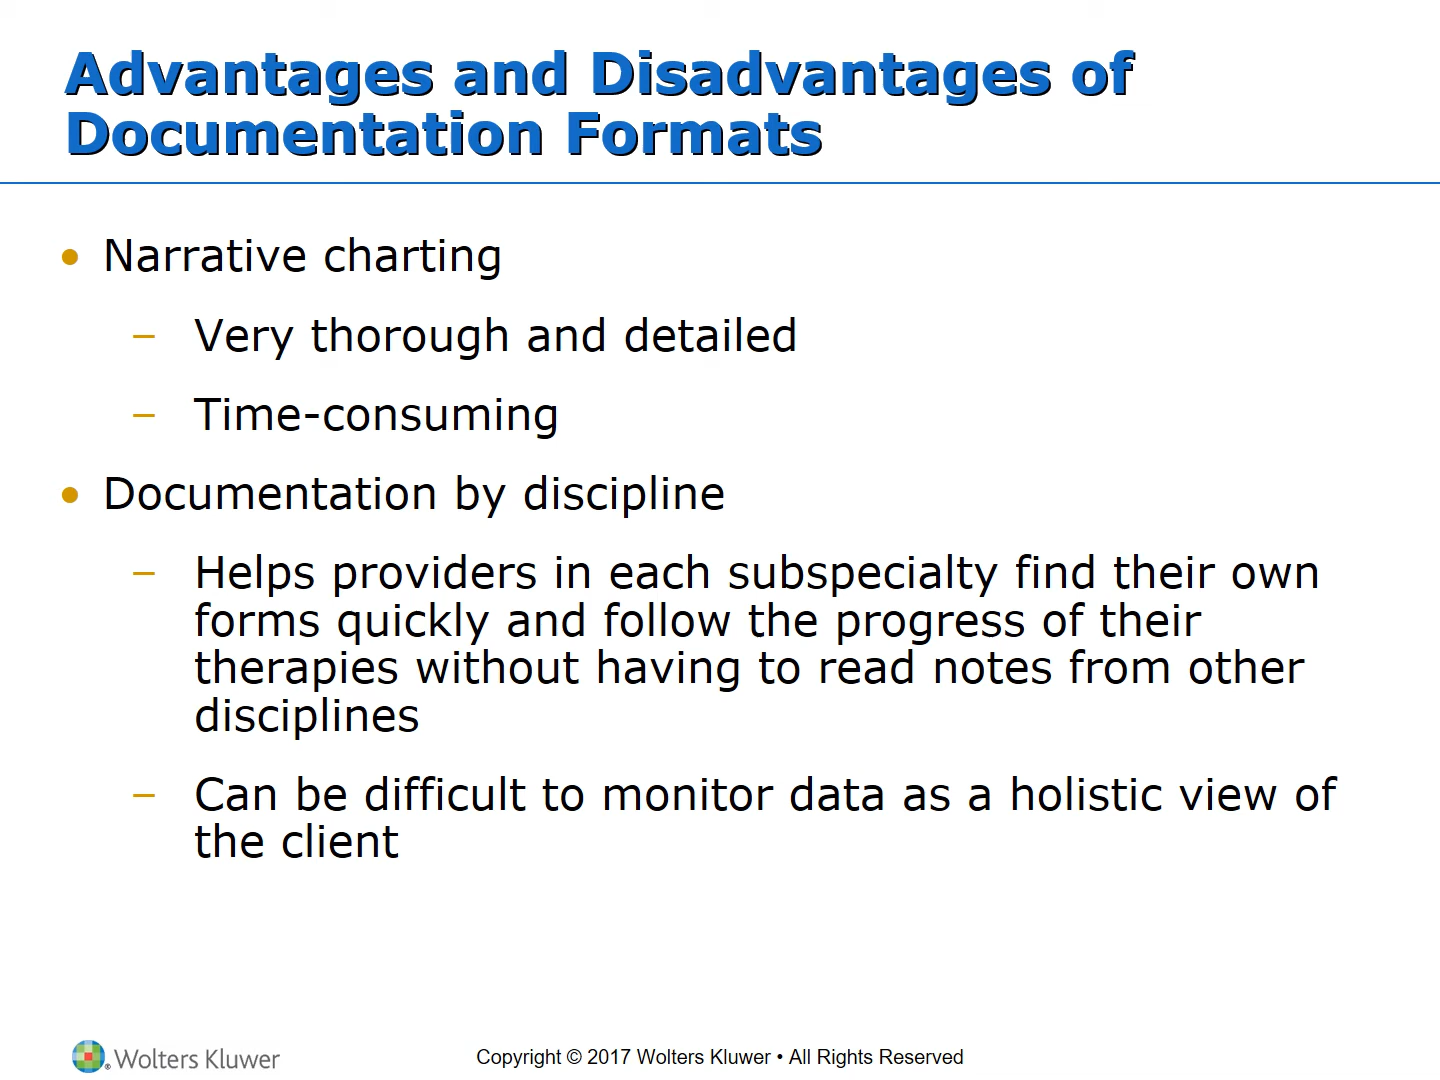 Advantages and Disadvantages of
Documentation Formats
• Narrative charting
– Very thorough and detailed
– Time-consuming
• Documentation by discipline
– Helps providers in each subspecialty find their own
forms quickly and follow the progress of their
therapies without having to read notes from other
disciplines
– Can be difficult to monitor data as a holistic view of
the client
® Wolters Kluwer
Copyright © 2017 Wolters Kluwer • All Rights Reserved